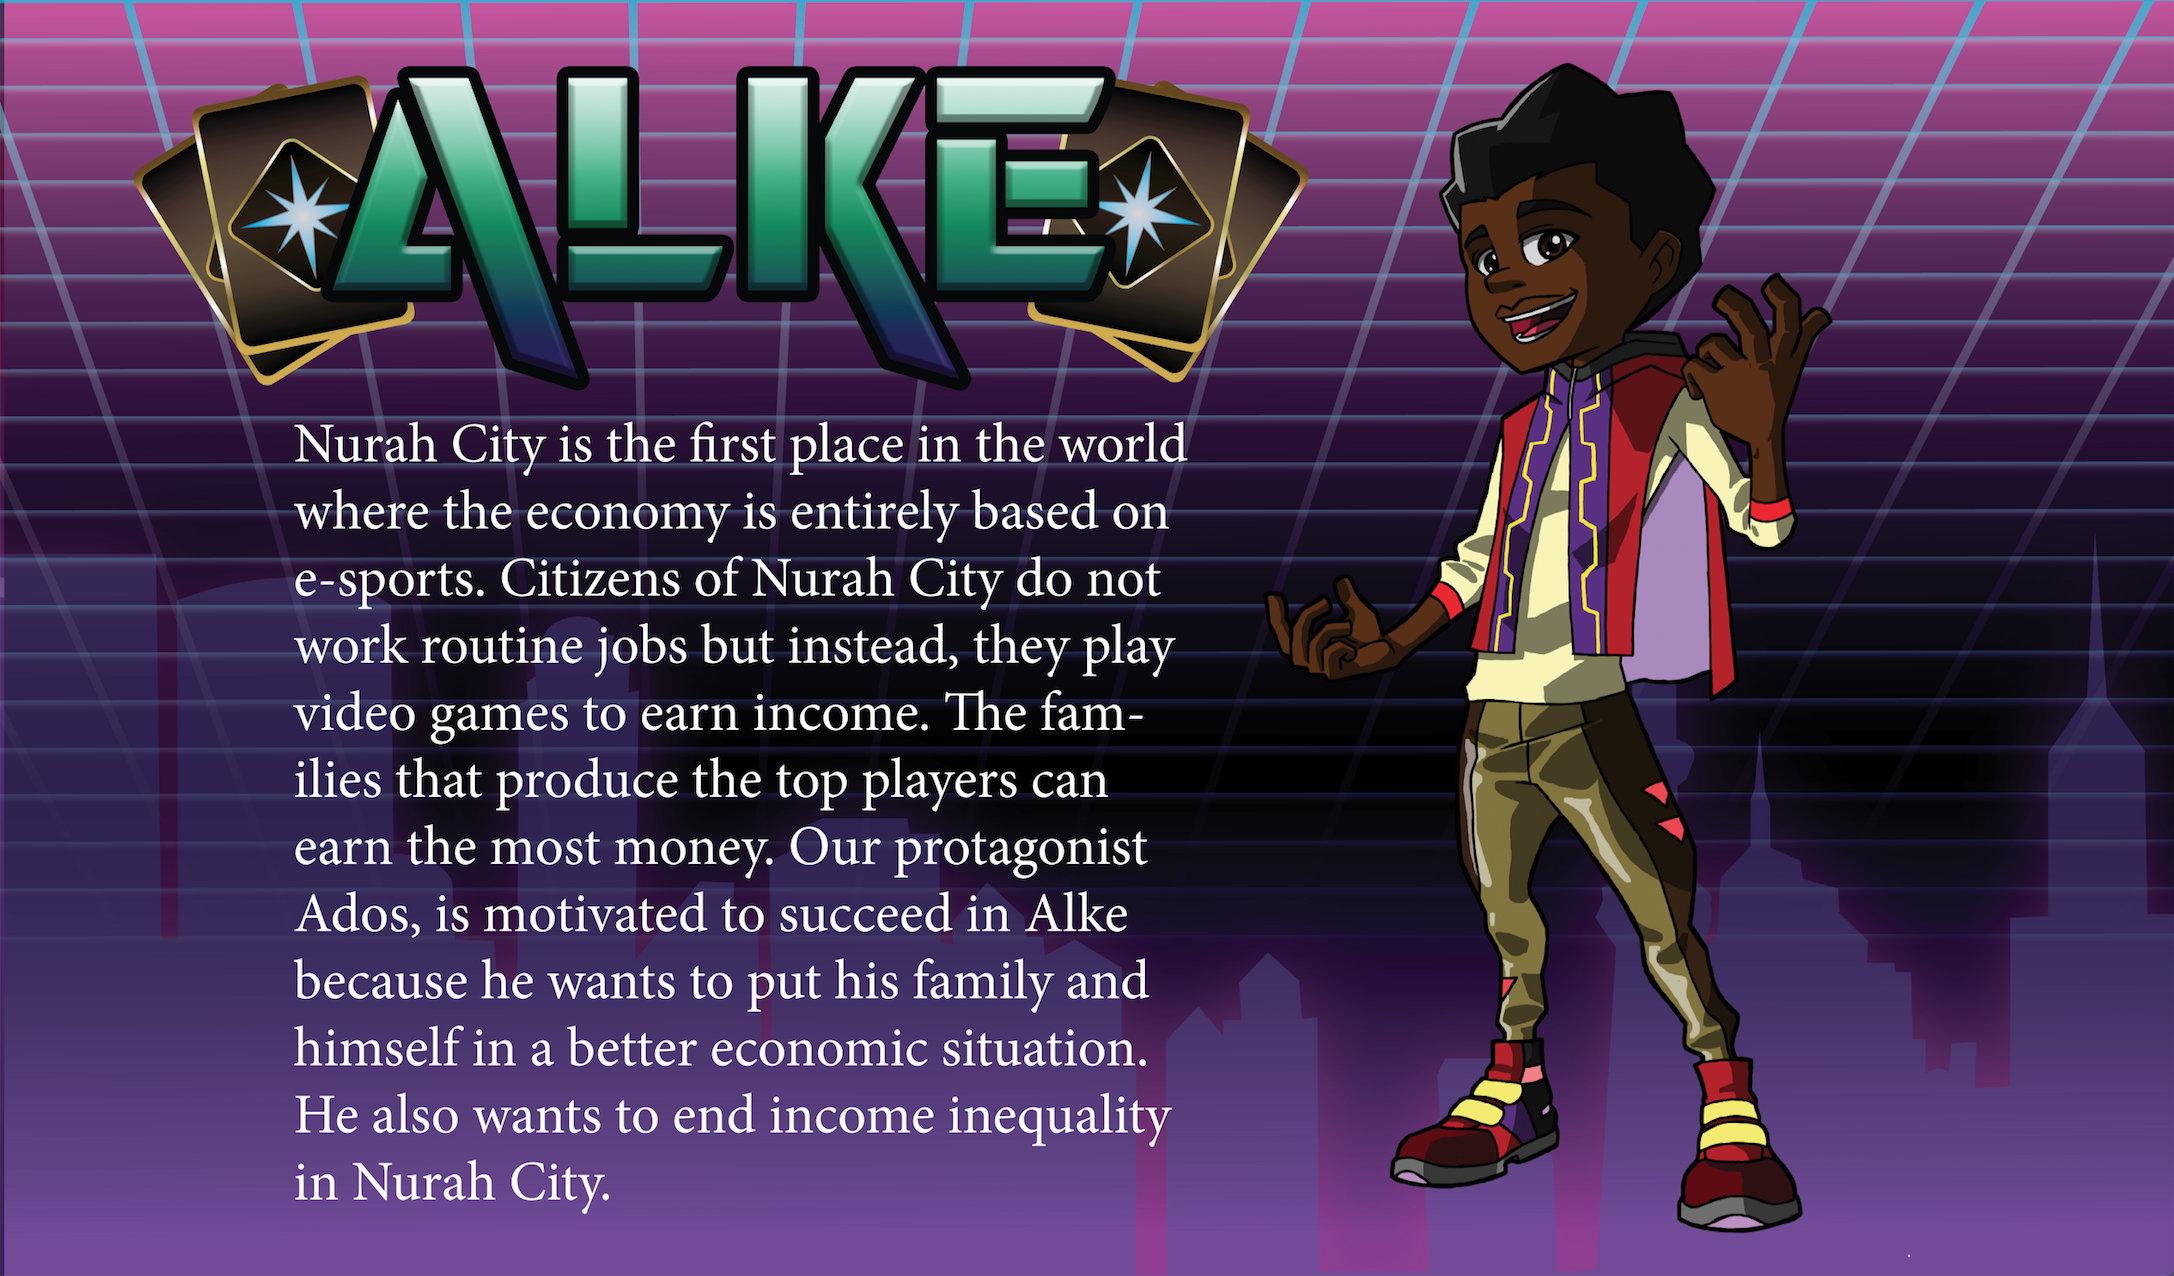 ALKE
Nurah City is the first place in the world
where the economy is entirely based on
e-sports. Citizens of Nurah City do not
work routine jobs but instead, they play
video games to earn income. The fam-
ilies that produce the top players can
earn the most money. Our protagonist
Ados, is motivated to succeed in Alke
because he wants to put his family and
himself in a better economic situation.
He also wants to end income inequality
in Nurah City.